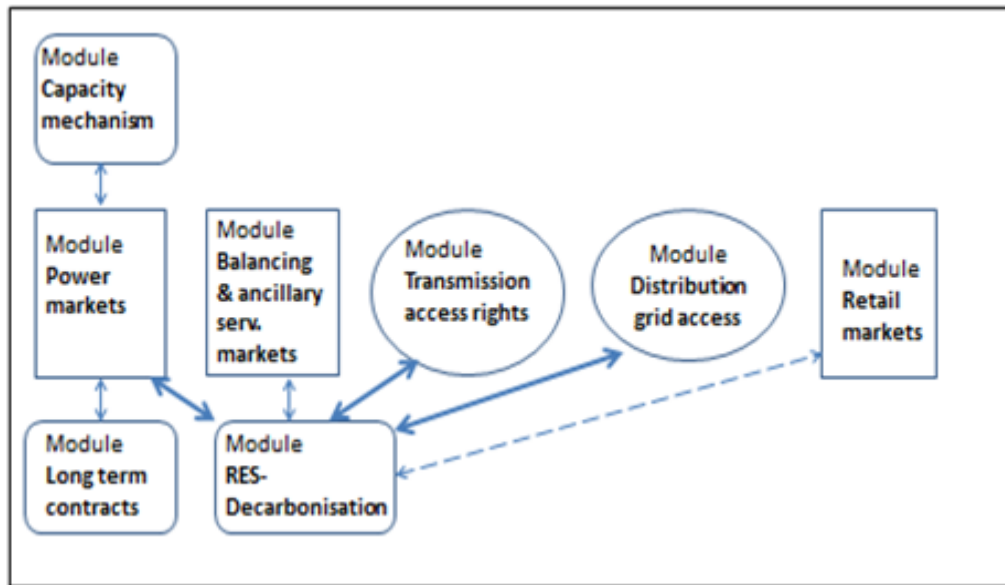 Module
Capacity
mechanism
Module
Power
markets
Module
Balancing
& ancillary
serv.
markets
Module
Transmission
access rights
Module
Distribution
grid access
Module
Retail
markets
Module
Long term
contracts
Module
RES-
Decarbonisation